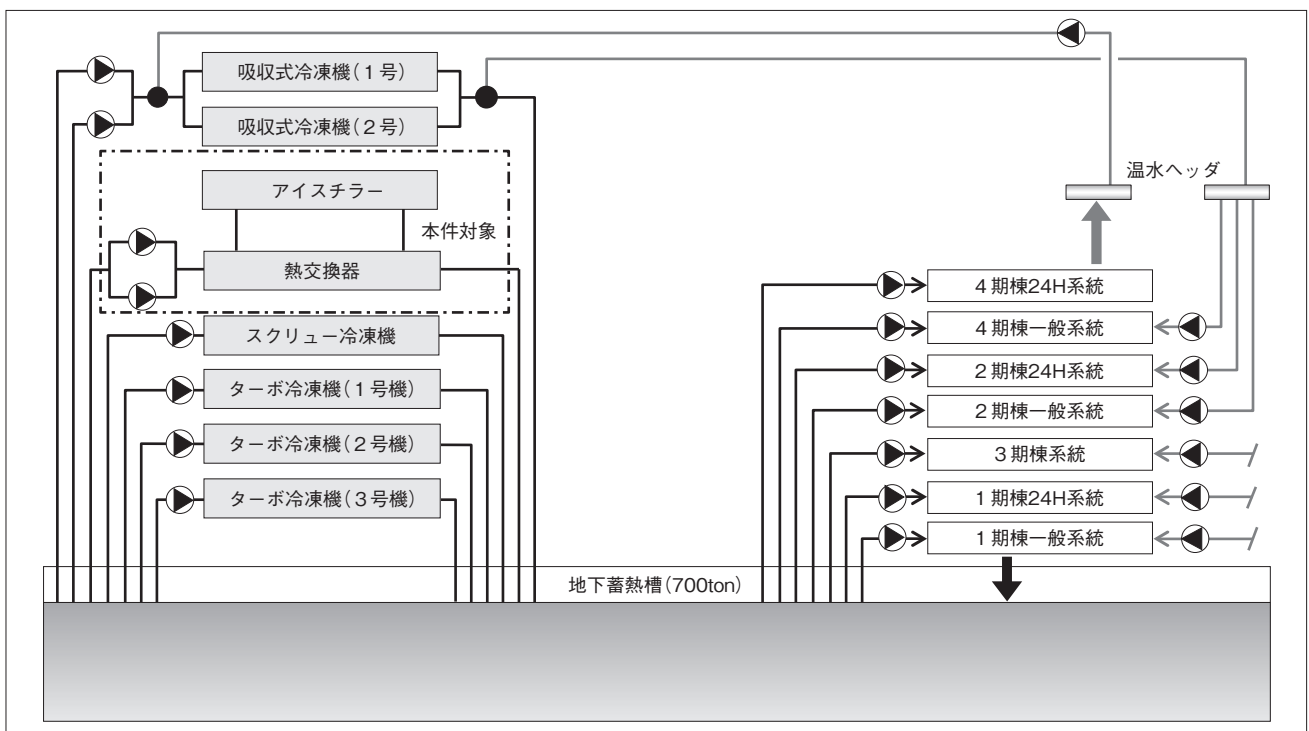 吸収式冷凍機(1号)
吸収式冷凍機(2号)
アイスチラー
本件対象
熱交換器
スクリュー冷凍機
ターボ冷凍機(1号機)
ターボ冷凍機(2号機)
ターボ冷凍機(3号機)
温水ヘッダ
4期棟24H系統
4期棟一般系統
2期棟24H系統
2期棟一般系統
3期棟系統
1期棟24H系統
1期棟一般系統
地下蓄熱槽(700ton)